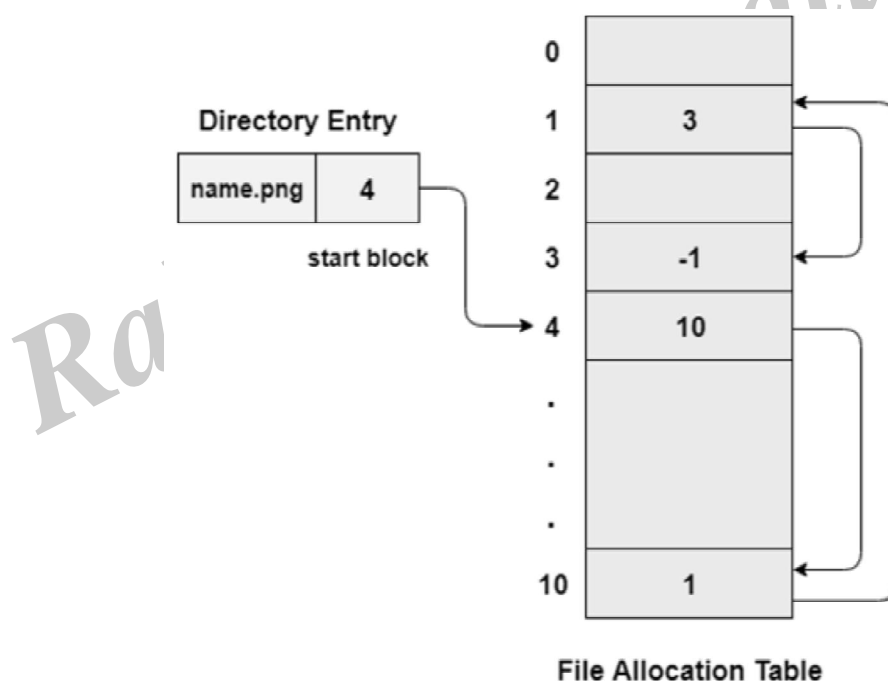 Directory Entry
name.png 4
start block
0
1 3
2
3 -1
4 10
.
.
.
10 1
File Allocation Table
Ra